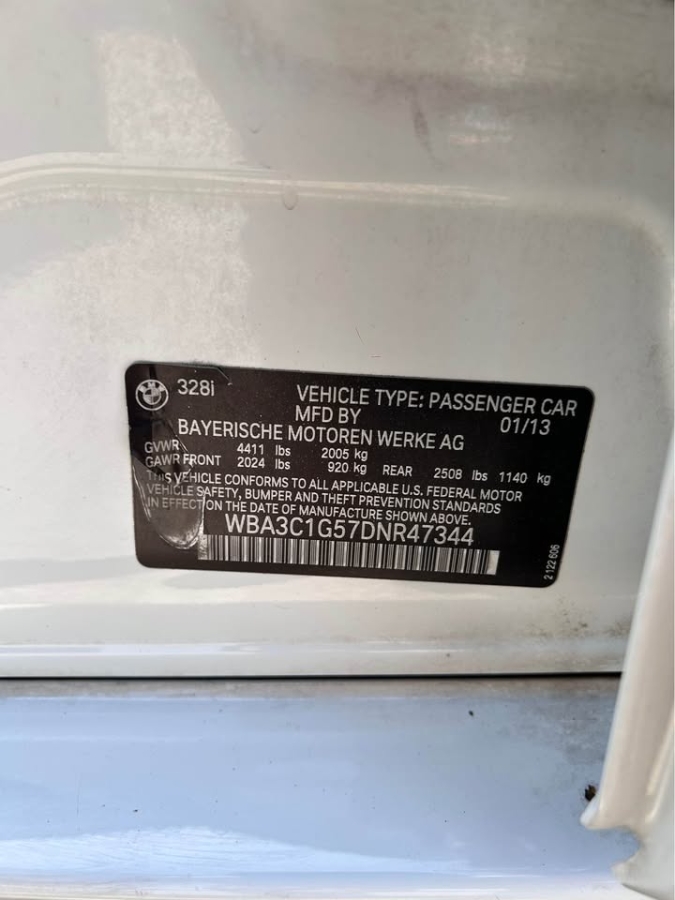 328i VEHICLE TYPE: PASSENGER CAR
MFD BY 01/13
BAYERISCHE MOTOREN WERKE AG
GVWR 4411 lbs 2005 kg
GAWR FRONT 2024 lbs 920 kg REAR 2508 lbs 1140 kg
THIS VEHICLE CONFORMS TO ALL APPLICABLE U.S. FEDERAL MOTOR
VEHICLE SAFETY, BUMPER AND THEFT PREVENTION STANDARDS
IN EFFECT ON THE DATE OF MANUFACTURE SHOWN ABOVE.
WBA3C1G57DNR47344
2 122 606